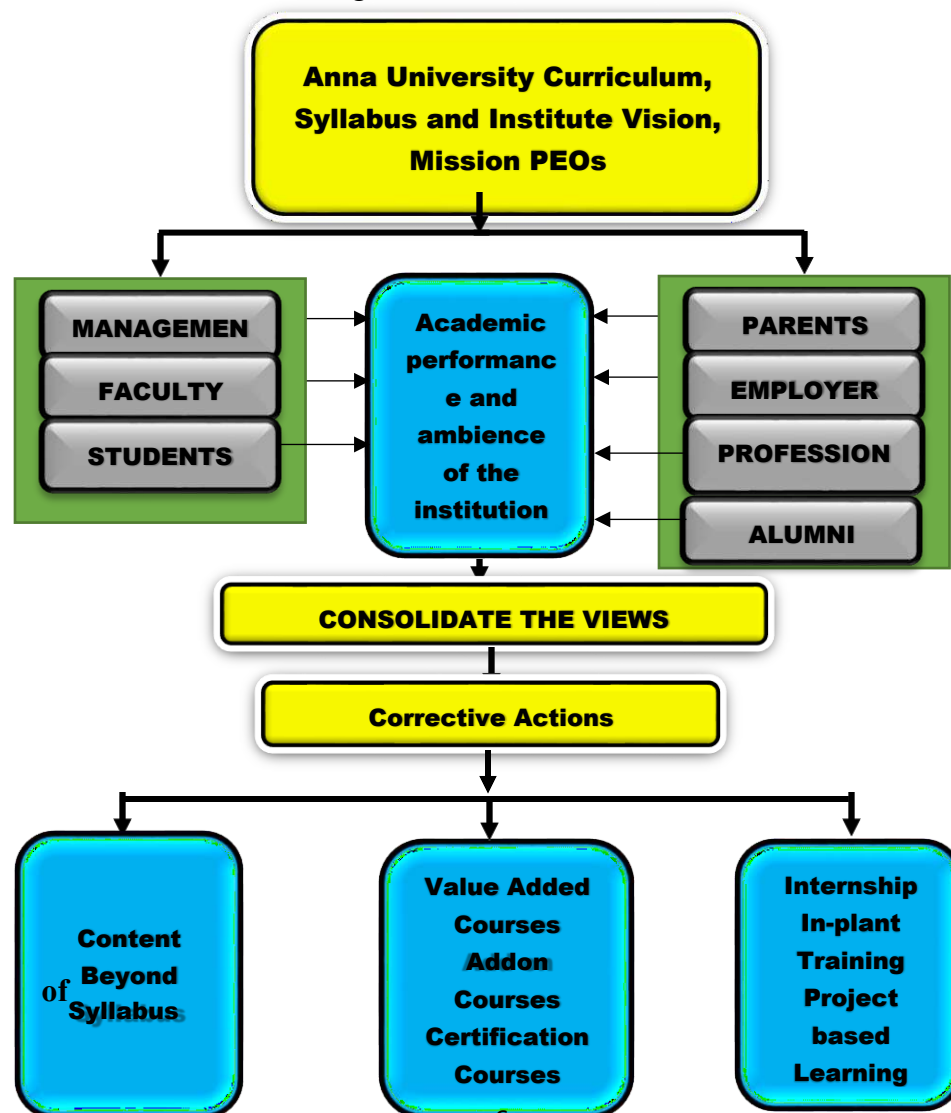 Anna University Curriculum,
Syllabus and Institute Vision,
Mission PEOs
MANAGEMEN
FACULTY
STUDENTS
Academic
performanc
e and
ambience
of the
institution
PARENTS
EMPLOYER
PROFESSION
ALUMNI
CONSOLIDATE THE VIEWS
Corrective Actions
Content
Beyond
of Syllabus
Value Added
Courses
Addon
Courses
Certification
Courses
Internship
In-plant
Training
Project
based
Learning